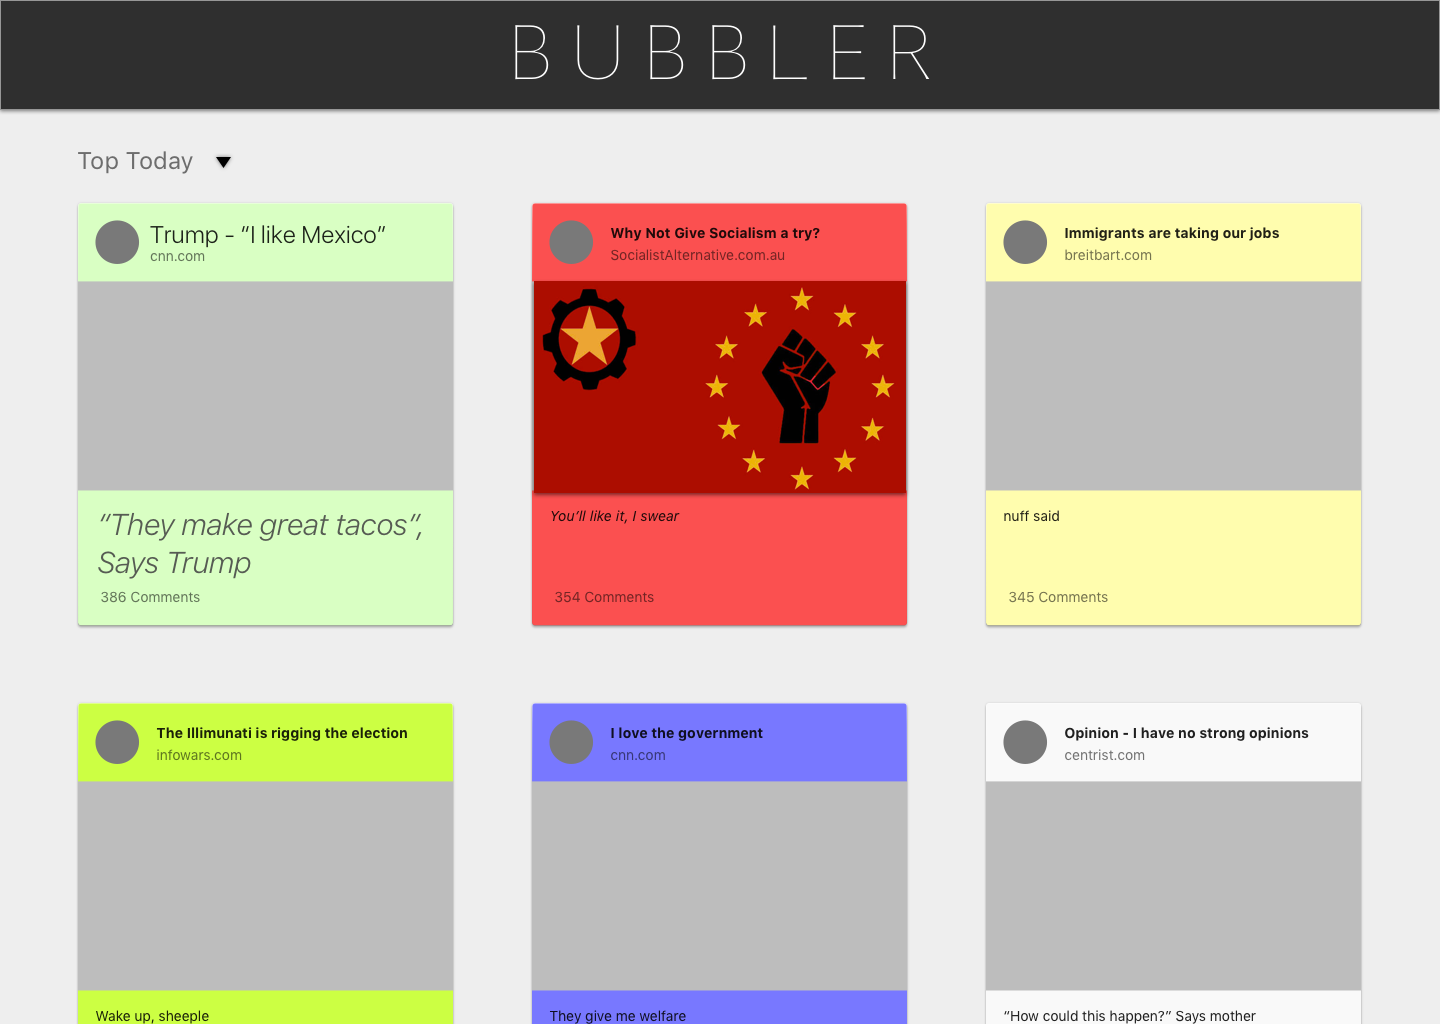 BUBBLER
Top Today
Trump - “I like Mexico”
cnn.com
“They make great tacos”,
Says Trump
386 Comments
Why Not Give Socialism a try?
SocialistAlternative.com.au
You’ll like it, I swear
354 Comments
Immigrants are taking our jobs
breitbart.com
nuff said
345 Comments
The Illimunati is rigging the election
infowars.com
Wake up, sheeple
I love the government
cnn.com
They give me welfare
Opinion - I have no strong opinions
centrist.com
“How could this happen?” Says mother